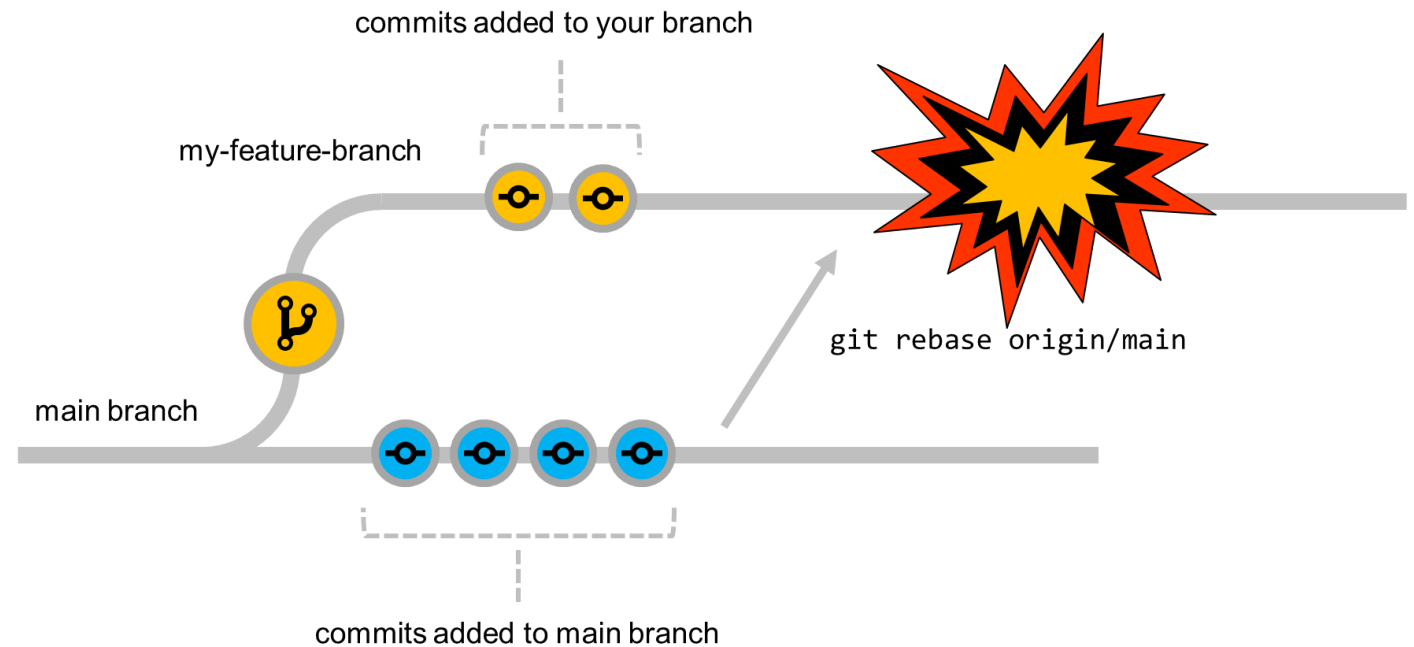 commits added to your branch
my-feature-branch
git rebase origin/main
main branch
commits added to main branch